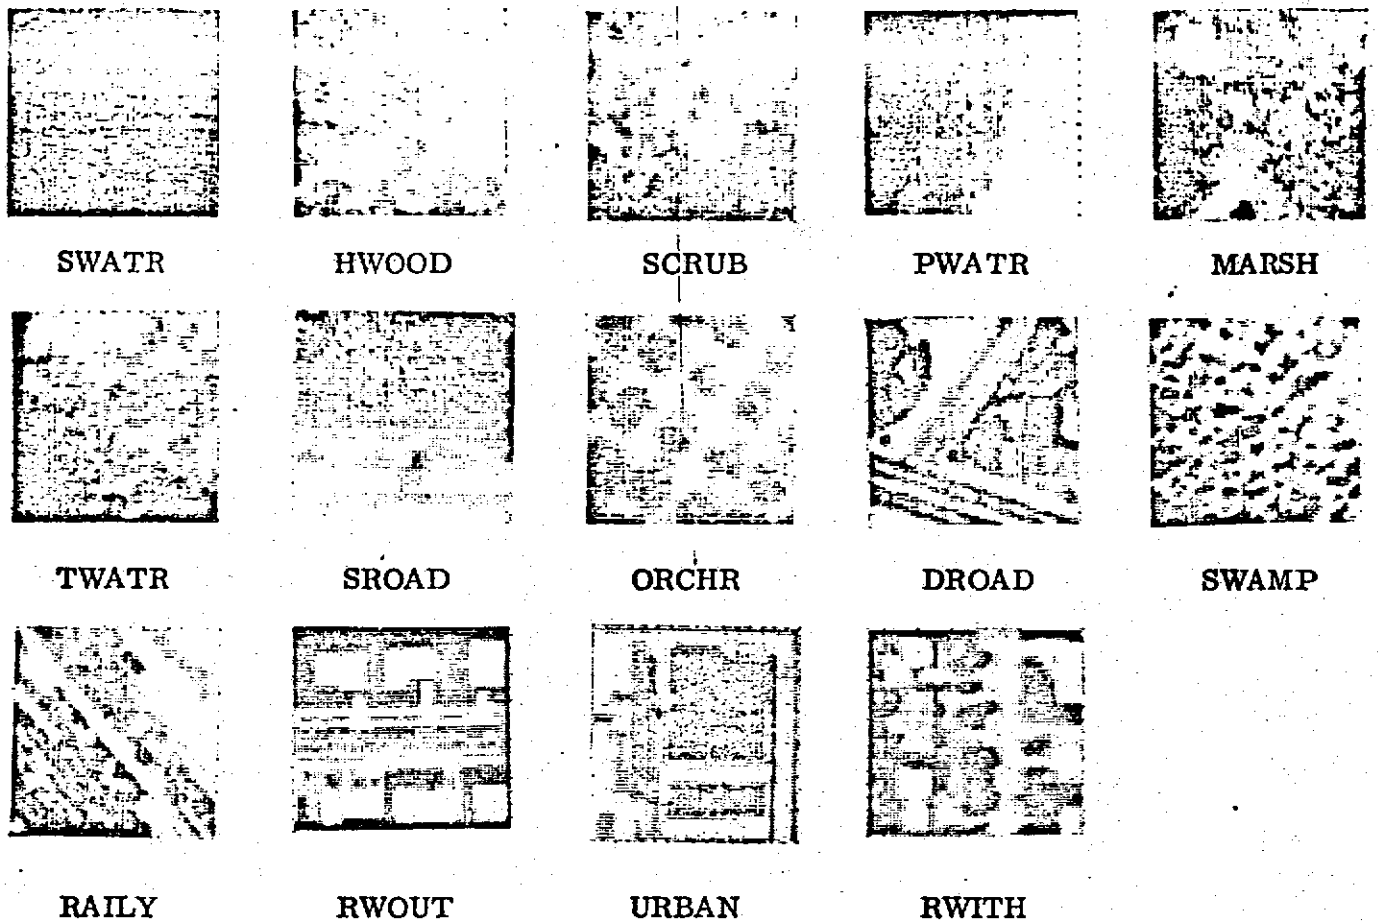 SWATR HWOOD SCRUB PWATR MARSH
TWATR SROAD ORCHR DROAD SWAMP
RAILY RWOUT URBAN RWITH